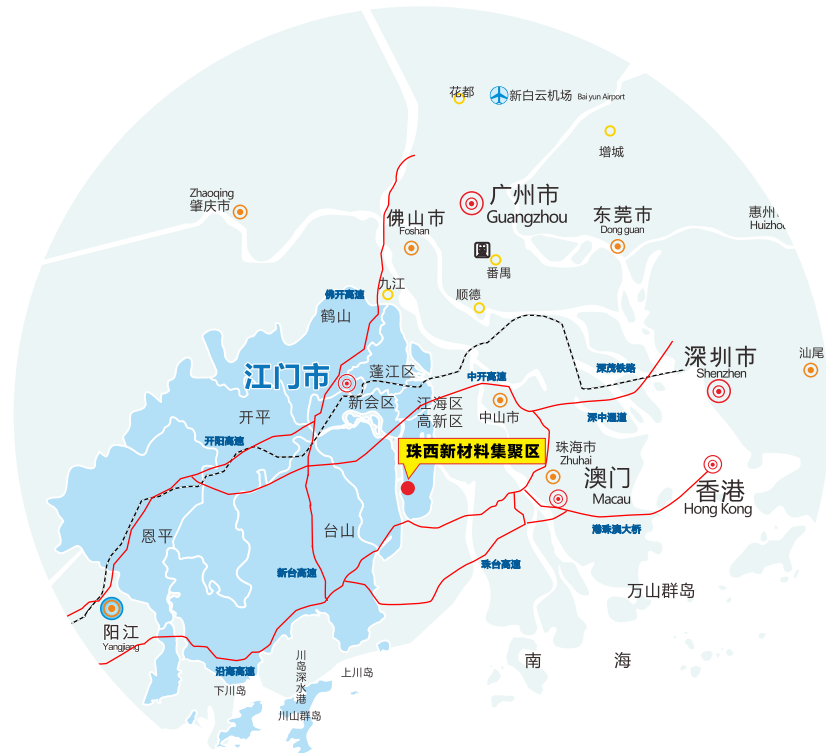 花都
新白云机场 Bai yun Airport
增城
Zhaoqing
肇庆市
广州市
Guangzhou
佛山市
Foshan
东莞市
Dong guan
惠州
Huizhou
番禺
九江
顺德
佛开高速
鹤山
江门市
蓬江区
中开高速
深茂铁路
深圳市
Shenzhen
汕尾
新会区
江海区
高新区
中山市
深中通道
开平
开阳高速
珠西新材料集聚区
珠海市
Zhuhai
澳门
Macau
香港
Hong Kong
恩平
台山
港珠澳大桥
新台高速
珠台高速
万山群岛
阳江
Yangjiang
沿海高速
下川岛
川岛深水港
上川岛
川山群岛
南海